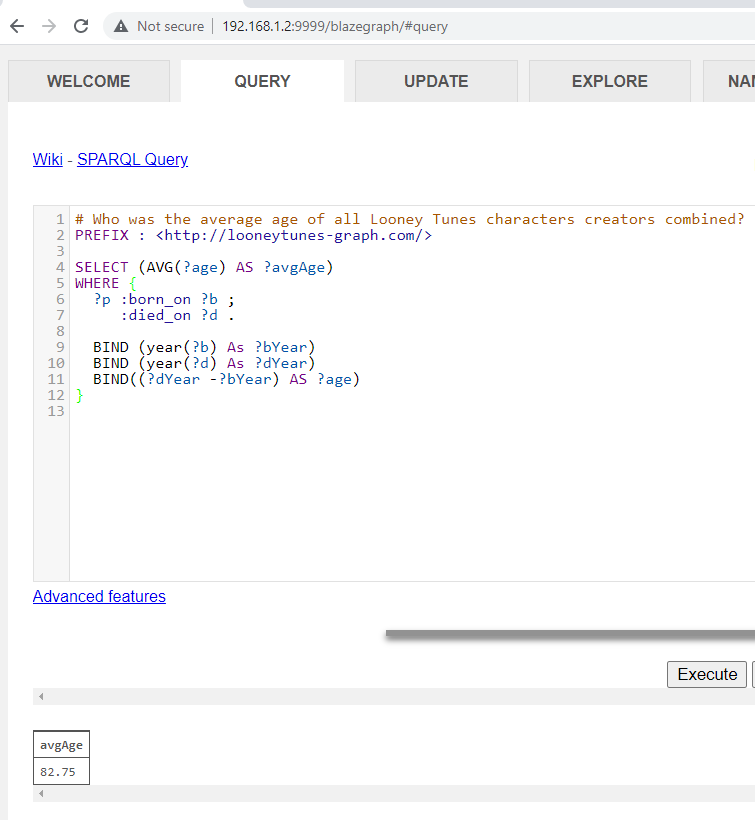 Not secure | 192.168.1.2:9999/blazegraph/#query
WELCOME QUERY UPDATE EXPLORE NAM
Wiki - SPARQL Query
1 # Who was the average age of all Looney Tunes characters creators combined?
2 PREFIX : <http://looneytunes-graph.com/>
3
4 SELECT (AVG(?age) AS ?avgAge)
5 WHERE {
6 ?p :born_on ?b ;
7 :died_on ?d .
8
9 BIND (year(?b) As ?bYear)
10 BIND (year(?d) As ?dYear)
11 BIND((?dYear -?bYear) AS ?age)
12 }
13
Advanced features
Execute
avgAge
82.75